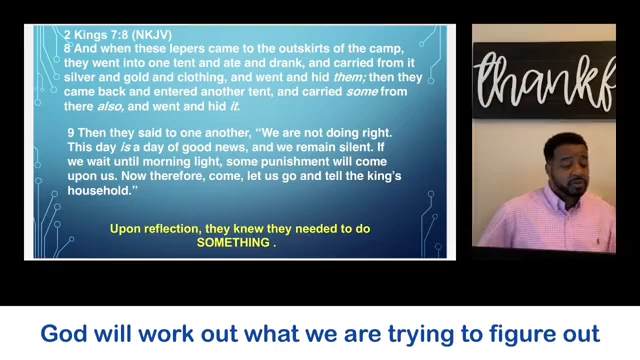 2 Kings 7:8 (NKJV)
8 And when these lepers came to the outskirts of the camp,
they went into one tent and ate and drank, and carried from it
silver and gold and clothing, and went and hid them; then they
came back and entered another tent, and carried some from
there also, and went and hid it.
9 Then they said to one another, “We are not doing right.
This day is a day of good news, and we remain silent. If
we wait until morning light, some punishment will come
upon us. Now therefore, come, let us go and tell the king’s
household.”
Upon reflection, they knew they needed to do
SOMETHING .
thankf
God will work out what we are trying to figure out